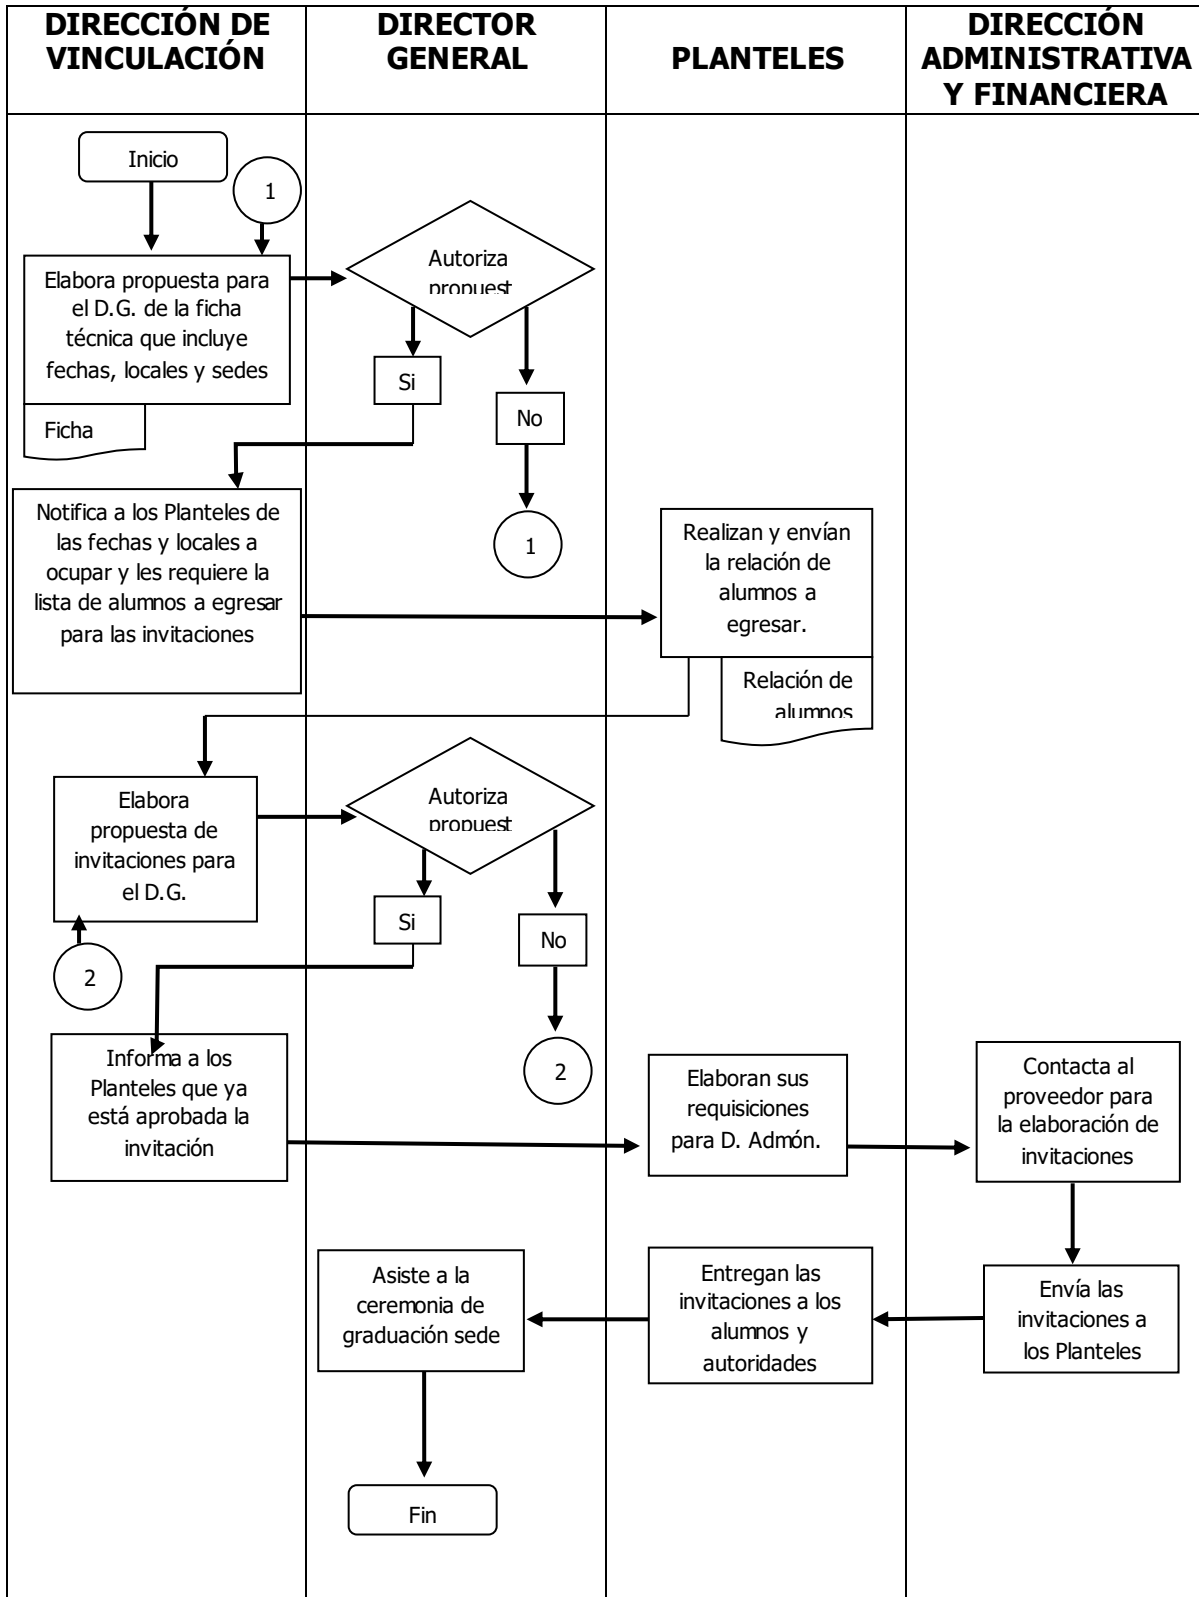 DIRECCIÓN DE
VINCULACIÓN
DIRECTOR
GENERAL
PLANTELES
DIRECCIÓN
ADMINISTRATIVA
Y FINANCIERA
Inicio
1
Elabora propuesta para
el D.G. de la ficha
técnica que incluye
fechas, locales y sedes
Ficha
Autoriza
propuest
Si
No
1
Notifica a los Planteles de
las fechas y locales a
ocupar y les requiere la
lista de alumnos a egresar
para las invitaciones
Realizan y envían
la relación de
alumnos a
egresar.
Relación de
alumnos
Elabora
propuesta de
invitaciones para
el D.G.
2
Autoriza
propuest
Si
No
2
Informa a los
Planteles que ya
está aprobada la
invitación
Elaboran sus
requisiciones
para D. Admón.
Contacta al
proveedor para
la elaboración de
invitaciones
Asiste a la
ceremonia de
graduación sede
Entregan las
invitaciones a los
alumnos y
autoridades
Envía las
invitaciones a
los Planteles
Fin